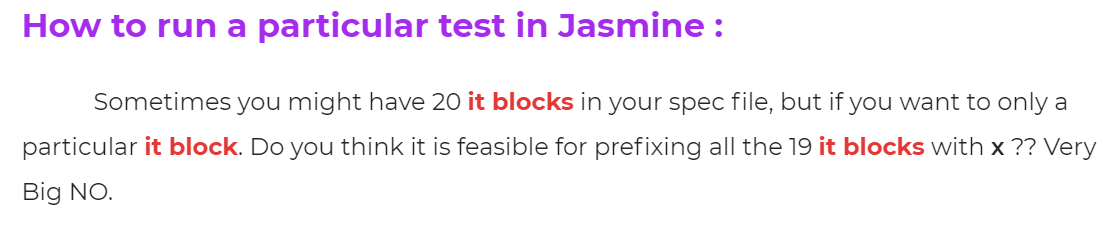 How to run a particular test in Jasmine :
Sometimes you might have 20 it blocks in your spec file, but if you want to only a
particular it block. Do you think it is feasible for prefixing all the 19 it blocks with x ?? Very
Big NO.